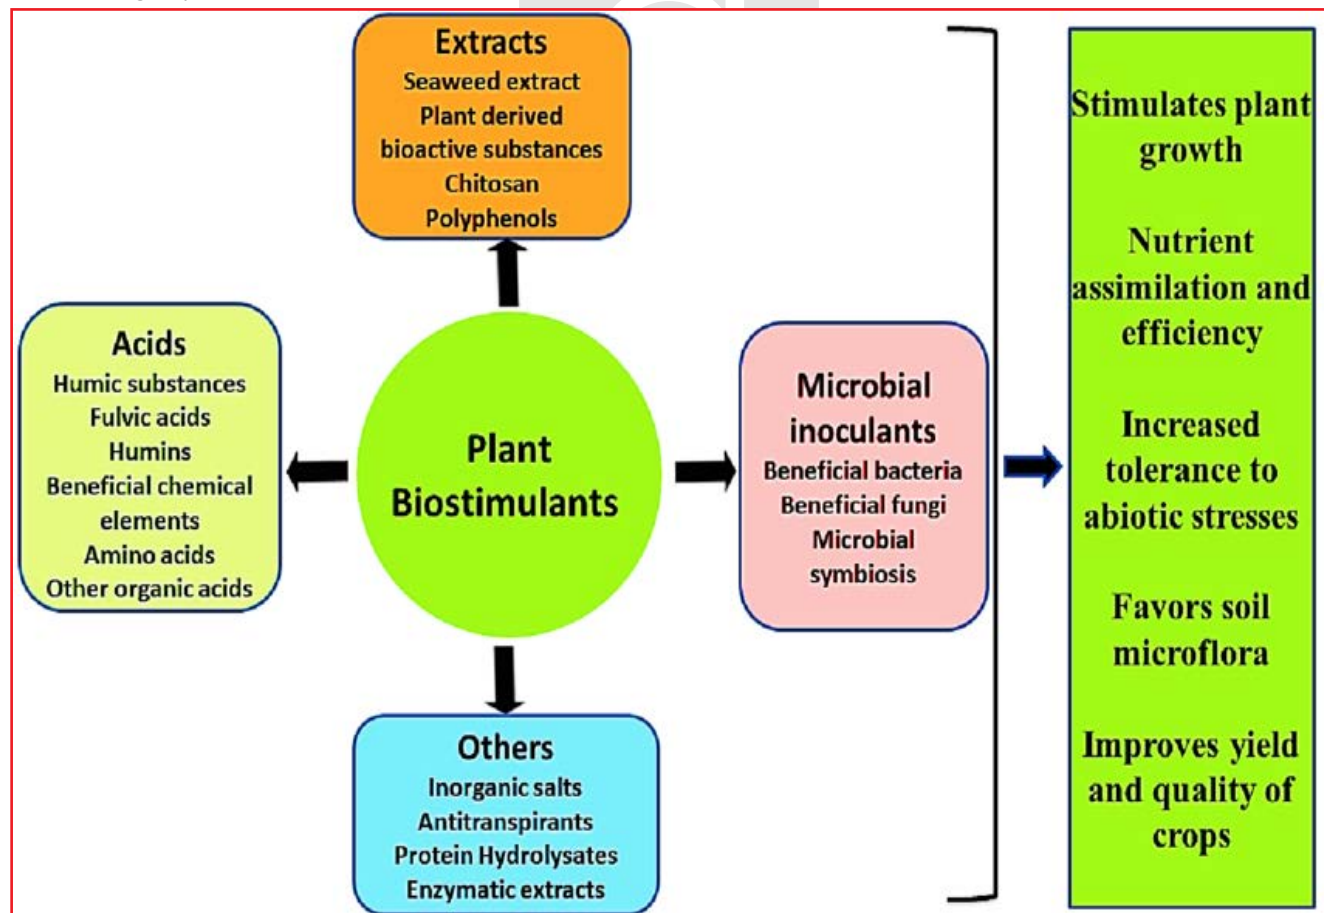 Extracts
Seaweed extract
Plant derived
bioactive substances
Chitosan
Polyphenols
Acids
Humic substances
Fulvic acids
Humins
Beneficial chemical
elements
Amino acids
Other organic acids
Plant
Biostimulants
Microbial
inoculants
Beneficial bacteria
Beneficial fungi
Microbial
symbiosis
Others
Inorganic salts
Antitranspirants
Protein Hydrolysates
Enzymatic extracts
Stimulates plant
growth
Nutrient
assimilation and
efficiency
Increased
tolerance to
abiotic stresses
Favors soil
microflora
Improves yield
and quality of
crops